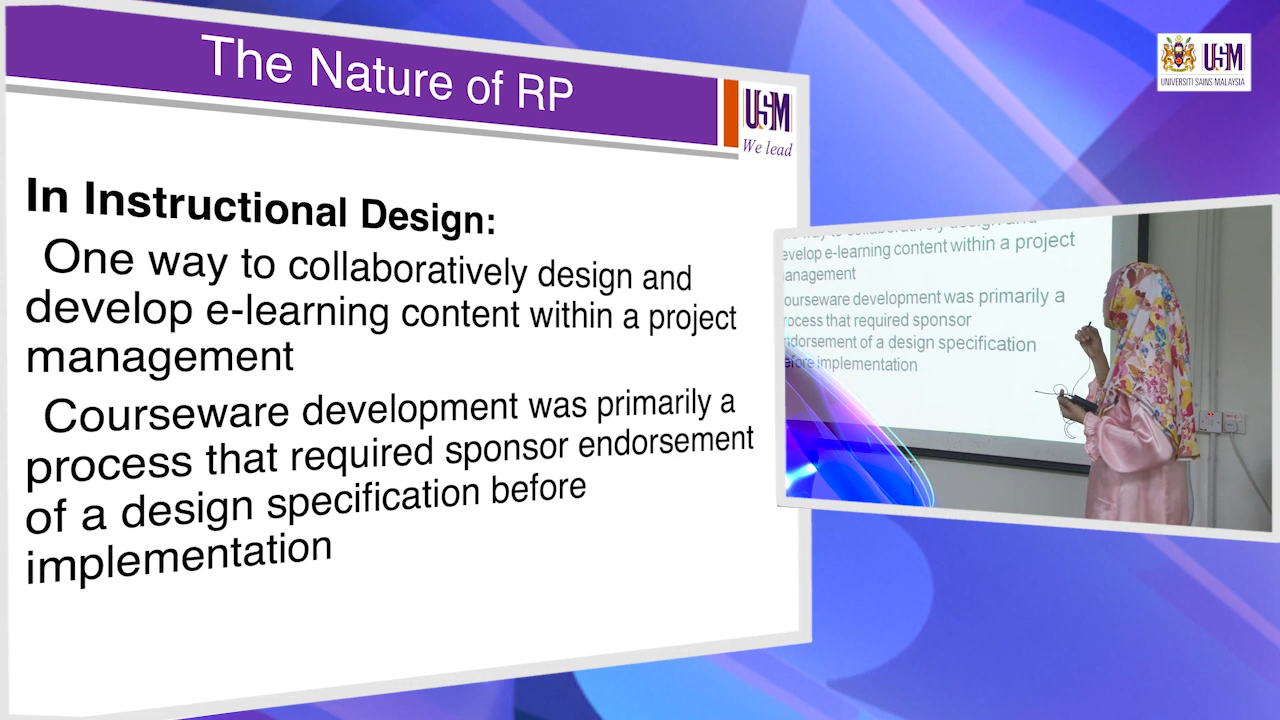 The Nature of RP
USM
We lead
In Instructional Design:
One way to collaboratively design and
develop e-learning content within a project
management
Courseware development was primarily a
process that required sponsor endorsement
of a design specification before
implementation
USM
UNIVERSITI SAINS MALAYSIA
evelop e-learning content within a project
anagement
ourseware development was primarily a
rocess that required sponsor
ndorsement of a design specification
efore implementation